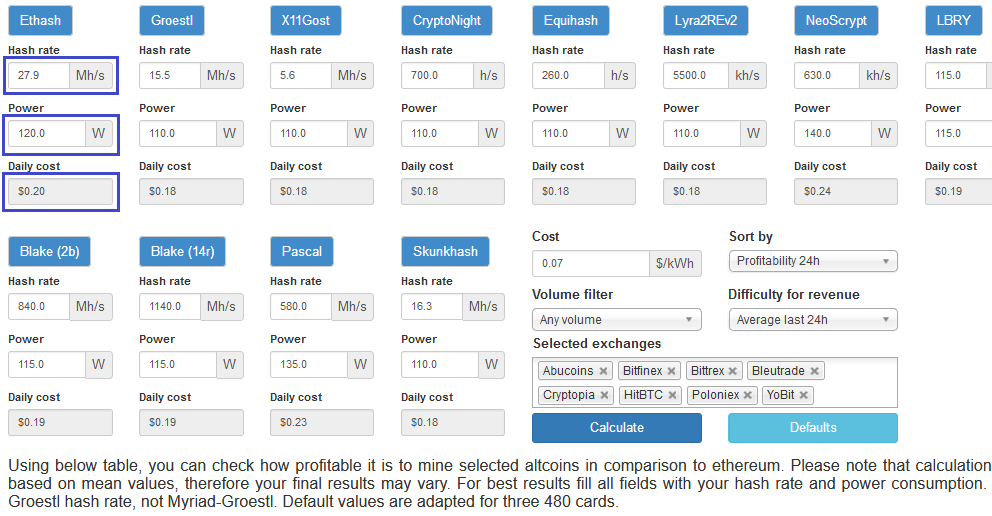 Ethash Groestl X11Gost CryptoNight Equihash Lyra2REv2 NeoScrypt LBRY
Hash rate Hash rate Hash rate Hash rate Hash rate Hash rate Hash rate Hash rate
27.9 Mh/s 15.5 Mh/s 5.6 Mh/s 700.0 h/s 260.0 h/s 5500.0 kh/s 630.0 kh/s 115.0
Power Power Power Power Power Power Power Power
120.0 W 110.0 W 110.0 W 110.0 W 110.0 W 110.0 W 140.0 W 115.0
Daily cost Daily cost Daily cost Daily cost Daily cost Daily cost Daily cost Daily cost
$0.20 $0.18 $0.18 $0.18 $0.18 $0.18 $0.24 $0.19
Blake (2b) Blake (14r) Pascal Skunkhash
Hash rate Hash rate Hash rate Hash rate
840.0 Mh/s 1140.0 Mh/s 580.0 Mh/s 16.3 Mh/s
Power Power Power Power
115.0 W 115.0 W 135.0 W 110.0 W
Daily cost Daily cost Daily cost Daily cost
$0.19 $0.19 $0.23 $0.18
Cost Sort by
0.07 $/kWh Profitability 24h
Volume filter Difficulty for revenue
Any volume Average last 24h
Selected exchanges
Abucoins × Bitfinex × Bittrex × Bleutrade ×
Cryptopia × HitBTC × Poloniex × YoBit ×
Calculate Defaults
Using below table, you can check how profitable it is to mine selected altcoins in comparison to ethereum. Please note that calculation
based on mean values, therefore your final results may vary. For best results fill all fields with your hash rate and power consumption.
Groestl hash rate, not Myriad-Groestl. Default values are adapted for three 480 cards.